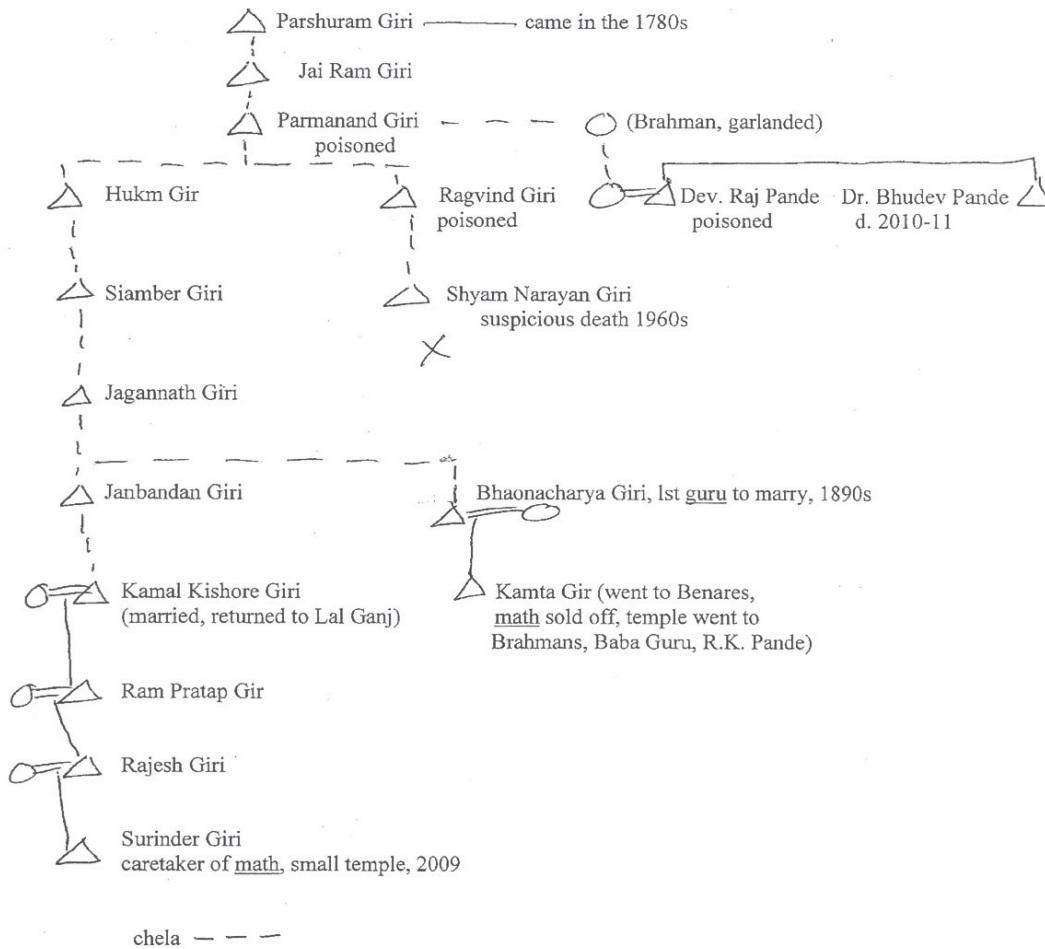 Parshuram Giri came in the 1780s
Jai Ram Giri
Parmanand Giri (Brahman, garlanded)
poisoned
Hukm Gir Ragvind Giri Dev. Raj Pande Dr. Bhudev Pande
poisoned poisoned d. 2010-11
Siamber Giri Shyam Narayan Giri
suspicious death 1960s
X
Jagannath Giri
Janbandan Giri Bhaonacharya Giri, lst guru to marry, 1890s
Kamal Kishore Giri Kamta Gir (went to Benares,
(married, returned to Lal Ganj) math sold off, temple went to
Brahmans, Baba Guru, R.K. Pande)
Ram Pratap Gir
Rajesh Giri
Surinder Giri
caretaker of math, small temple, 2009
chela